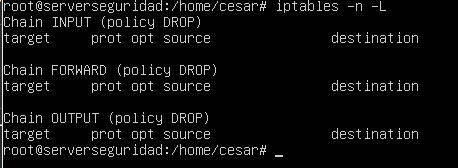 root@serverseguridad:/home/cesar# iptables -n -L
Chain INPUT (policy DROP)
target     prot opt source               destination

Chain FORWARD (policy DROP)
target     prot opt source               destination

Chain OUTPUT (policy DROP)
target     prot opt source               destination
root@serverseguridad:/home/cesar# _